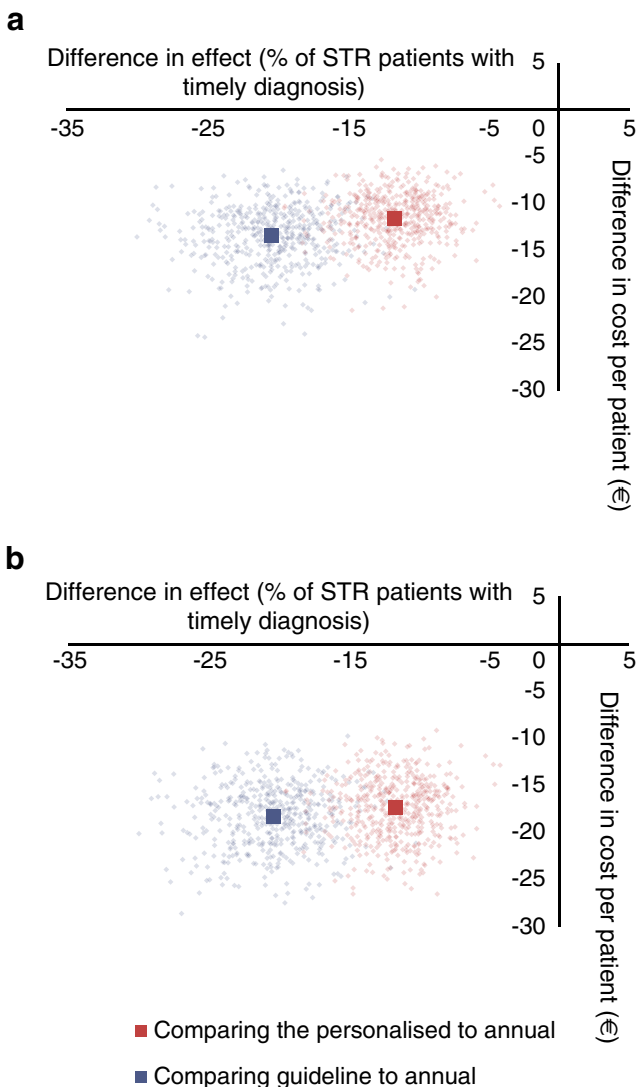 a
Difference in effect (% of STR patients with
timely diagnosis)
5
-35 -25 -15 -5 0 5
-5
-10
-15
-20
-25
-30
Difference in cost per patient (€)
b
Difference in effect (% of STR patients with
timely diagnosis)
5
-35 -25 -15 -5 0 5
-5
-10
-15
-20
-25
-30
Difference in cost per patient (€)
Comparing the personalised to annual
Comparing guideline to annual